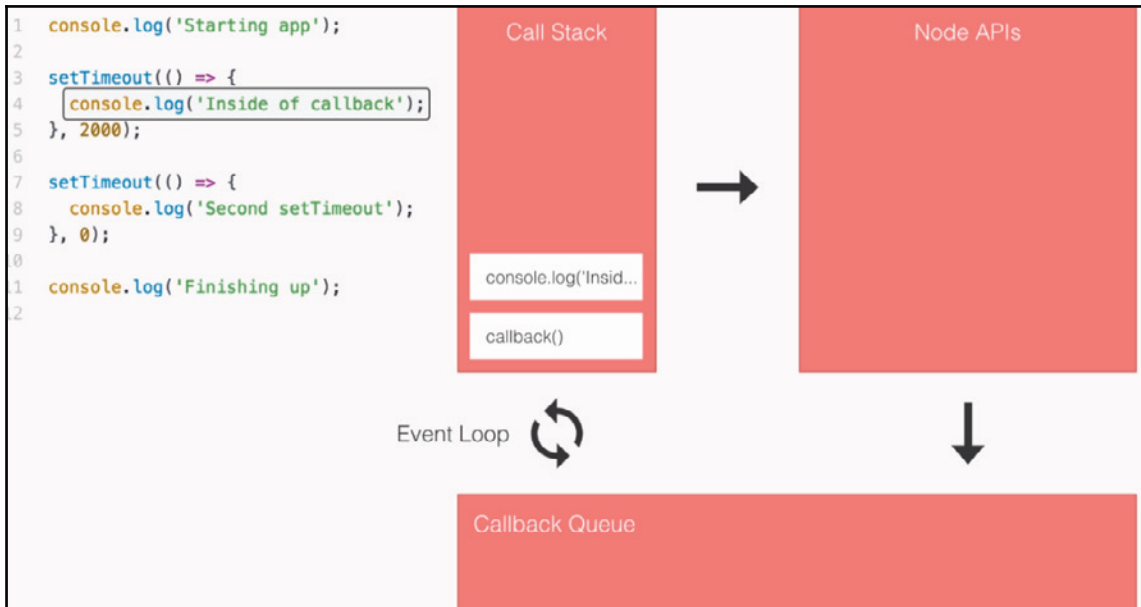 1 console.log('Starting app');
2
3 setTimeout(() => {
4 console.log('Inside of callback');
5 }, 2000);
6
7 setTimeout(() => {
8 console.log('Second setTimeout');
9 }, 0);
10
11 console.log('Finishing up');
12
Call Stack
console.log('Insid...
callback()
Node APIs
Event Loop
Callback Queue